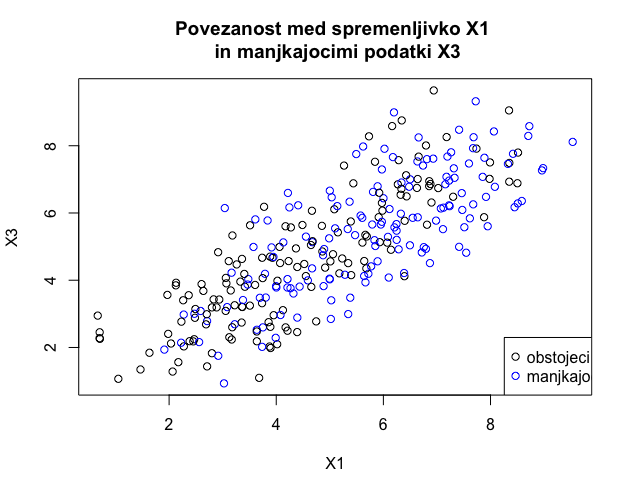 Povezanost med spremenljivko X1
in manjkajocimi podatki X3
8
6
4
2
X3
2
4
6
8
X1
obstojeci
manjkajo